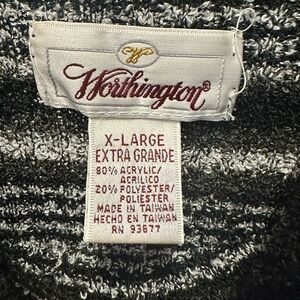 Worthington®
X-LARGE
EXTRA GRANDE
80% ACRYLIC/
ACRILICO
20% POLYESTER/
POLIESTER
MADE IN TAIWAN
HECHO EN TAIWAN
RN 93677